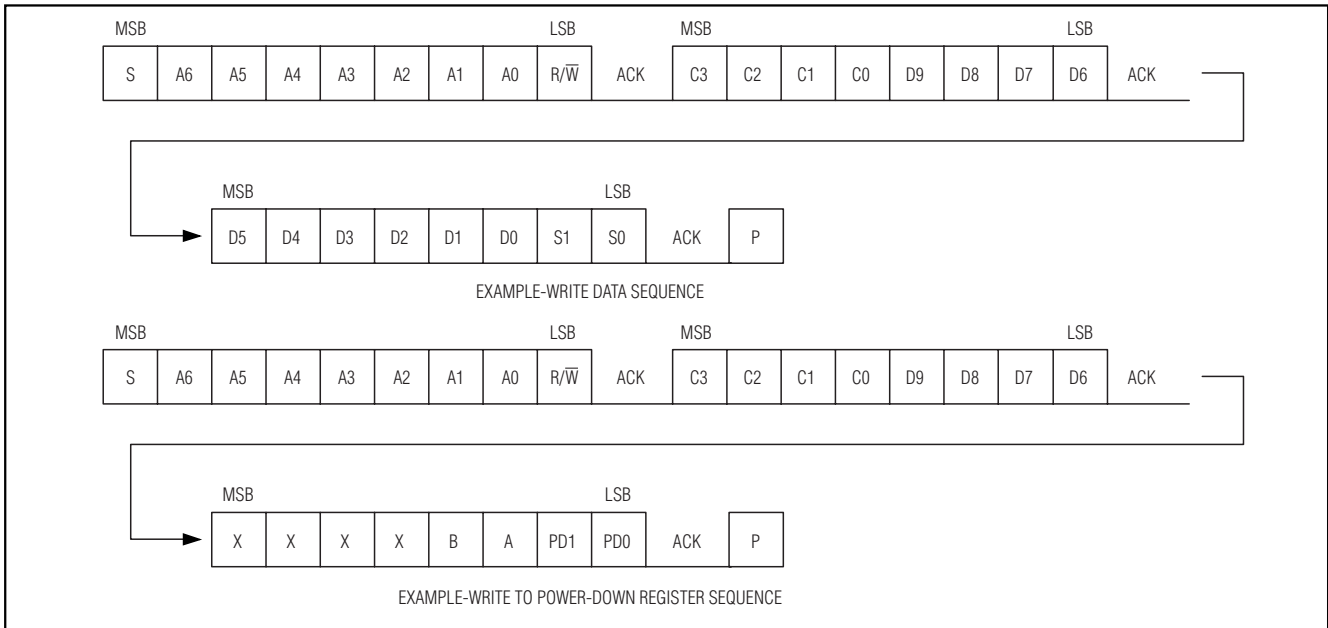 MSB LSB MSB LSB
S A6 A5 A4 A3 A2 A1 A0 R/W̅ ACK C3 C2 C1 C0 D9 D8 D7 D6 ACK
MSB LSB
D5 D4 D3 D2 D1 D0 S1 S0 ACK P
EXAMPLE-WRITE DATA SEQUENCE
MSB LSB MSB LSB
S A6 A5 A4 A3 A2 A1 A0 R/W̅ ACK C3 C2 C1 C0 D9 D8 D7 D6 ACK
MSB LSB
X X X X B A PD1 PD0 ACK P
EXAMPLE-WRITE TO POWER-DOWN REGISTER SEQUENCE